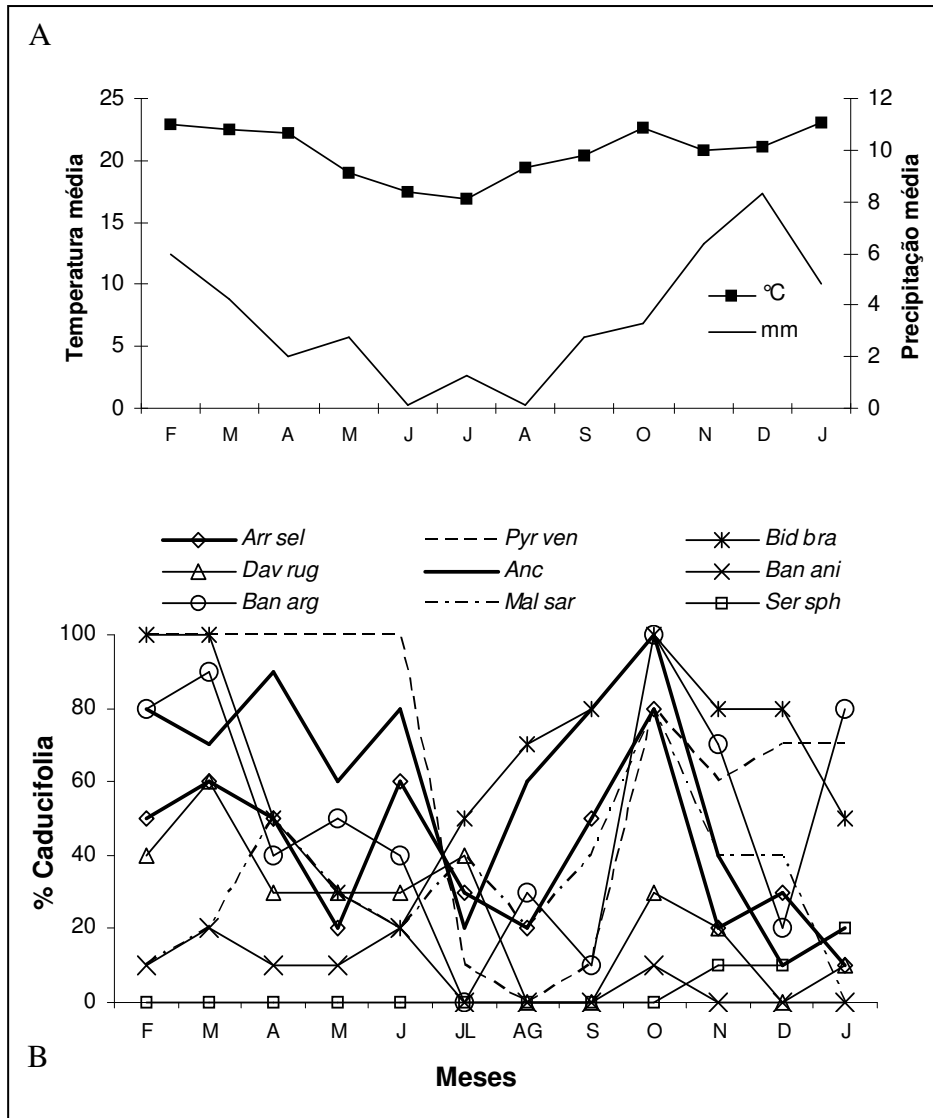 A
Temperatura média
25
20
15
10
5
0
12
10
8
6
4
2
0
Precipitação média
°C
mm
F M A M J J A S O N D J
Arr sel Pyr ven Bid bra
Dav rug Anc Ban ani
Ban arg Mal sar Ser sph
% Caducifolia
100
80
60
40
20
0
F M A M J JL AG S O N D J
B
Meses